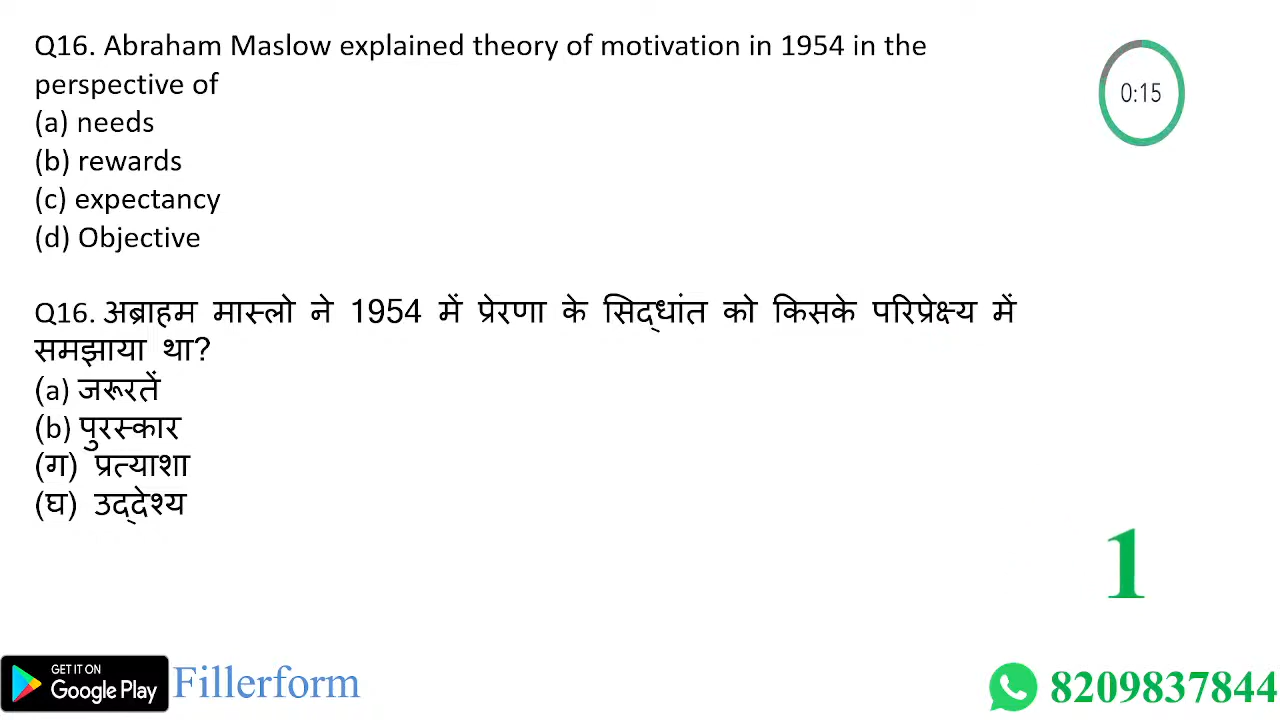 Q16. Abraham Maslow explained theory of motivation in 1954 in the
perspective of
(a) needs
(b) rewards
(c) expectancy
(d) Objective
0:15
Q16. अब्राहम मास्लो ने 1954 में प्रेरणा के सिद्धांत को किसके परिप्रेक्ष्य में
समझाया था?
(a) जरूरतें
(b) पुरस्कार
(ग) प्रत्याशा
(घ) उद्देश्य
1
GET IT ON
Google Play
Fillerform
8209837844